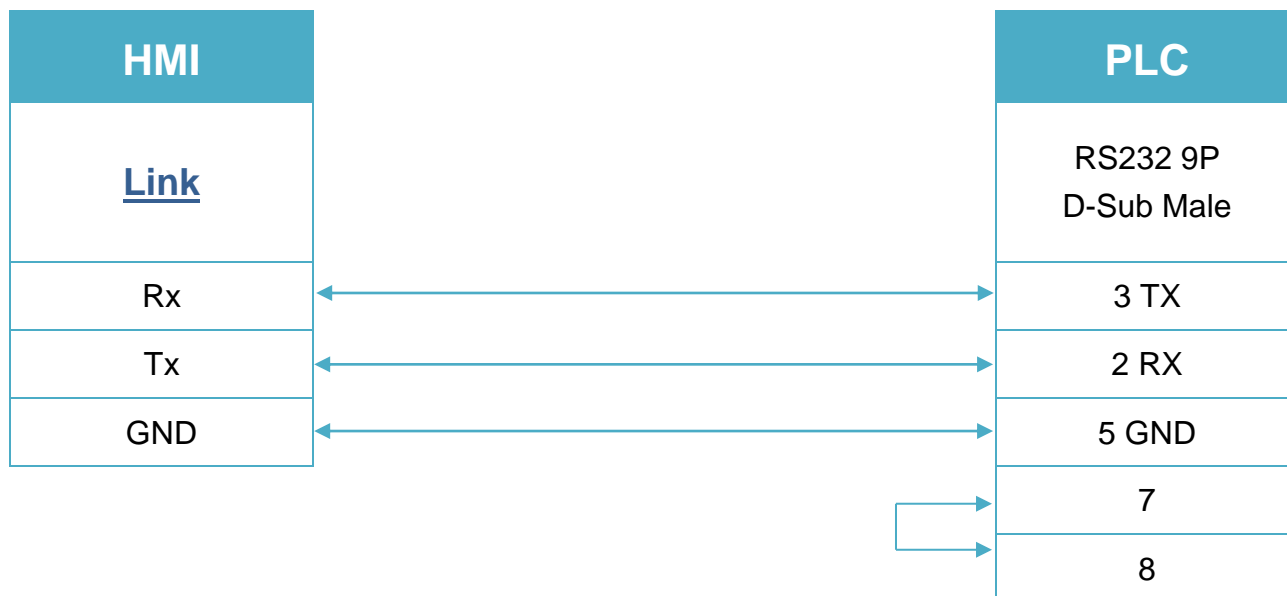 HMI
PLC
Link
RS232 9P
D-Sub Male
Rx
3 TX
Tx
2 RX
GND
5 GND
7
8